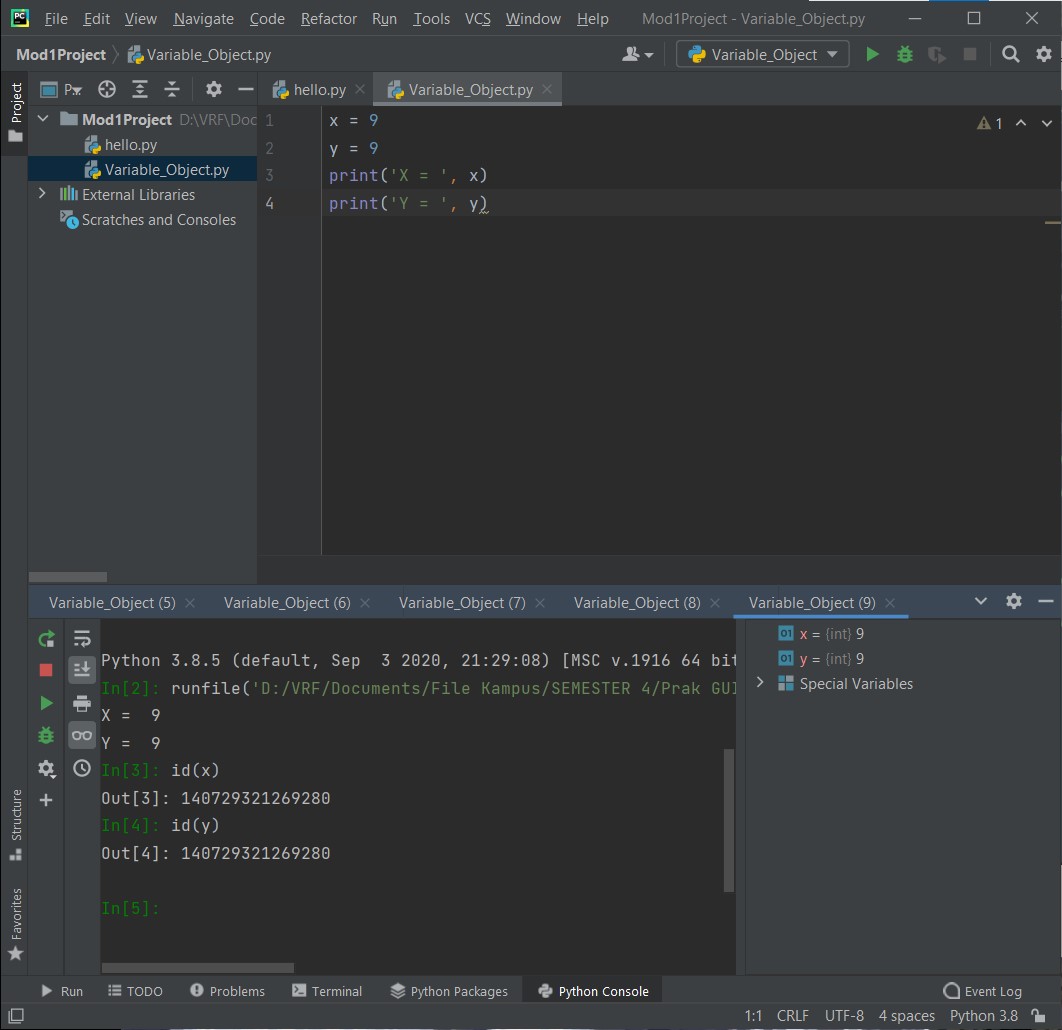 PC File Edit View Navigate Code Refactor Run Tools VCS Window Help Mod1Project - Variable_Object.py
Mod1Project Variable_Object.py Variable_Object
Project
P
hello.py Variable_Object.py
Mod1Project D:\VRF\Doc
hello.py
Variable_Object.py
External Libraries
Scratches and Consoles
1 x = 9
2 y = 9
3 print('X = ', x)
4 print('Y = ', y)
1
Variable_Object (5) Variable_Object (6) Variable_Object (7) Variable_Object (8) Variable_Object (9)
Python 3.8.5 (default, Sep  3 2020, 21:29:08) [MSC v.1916 64 bit
In[2]: runfile('D:/VRF/Documents/File Kampus/SEMESTER 4/Prak GUI
X =  9
Y =  9
In[3]: id(x)
Out[3]: 140729321269280
In[4]: id(y)
Out[4]: 140729321269280
In[5]:
01 x = {int} 9
01 y = {int} 9
Special Variables
Structure
Favorites
Run TODO Problems Terminal Python Packages Python Console Event Log
1:1 CRLF UTF-8 4 spaces Python 3.8